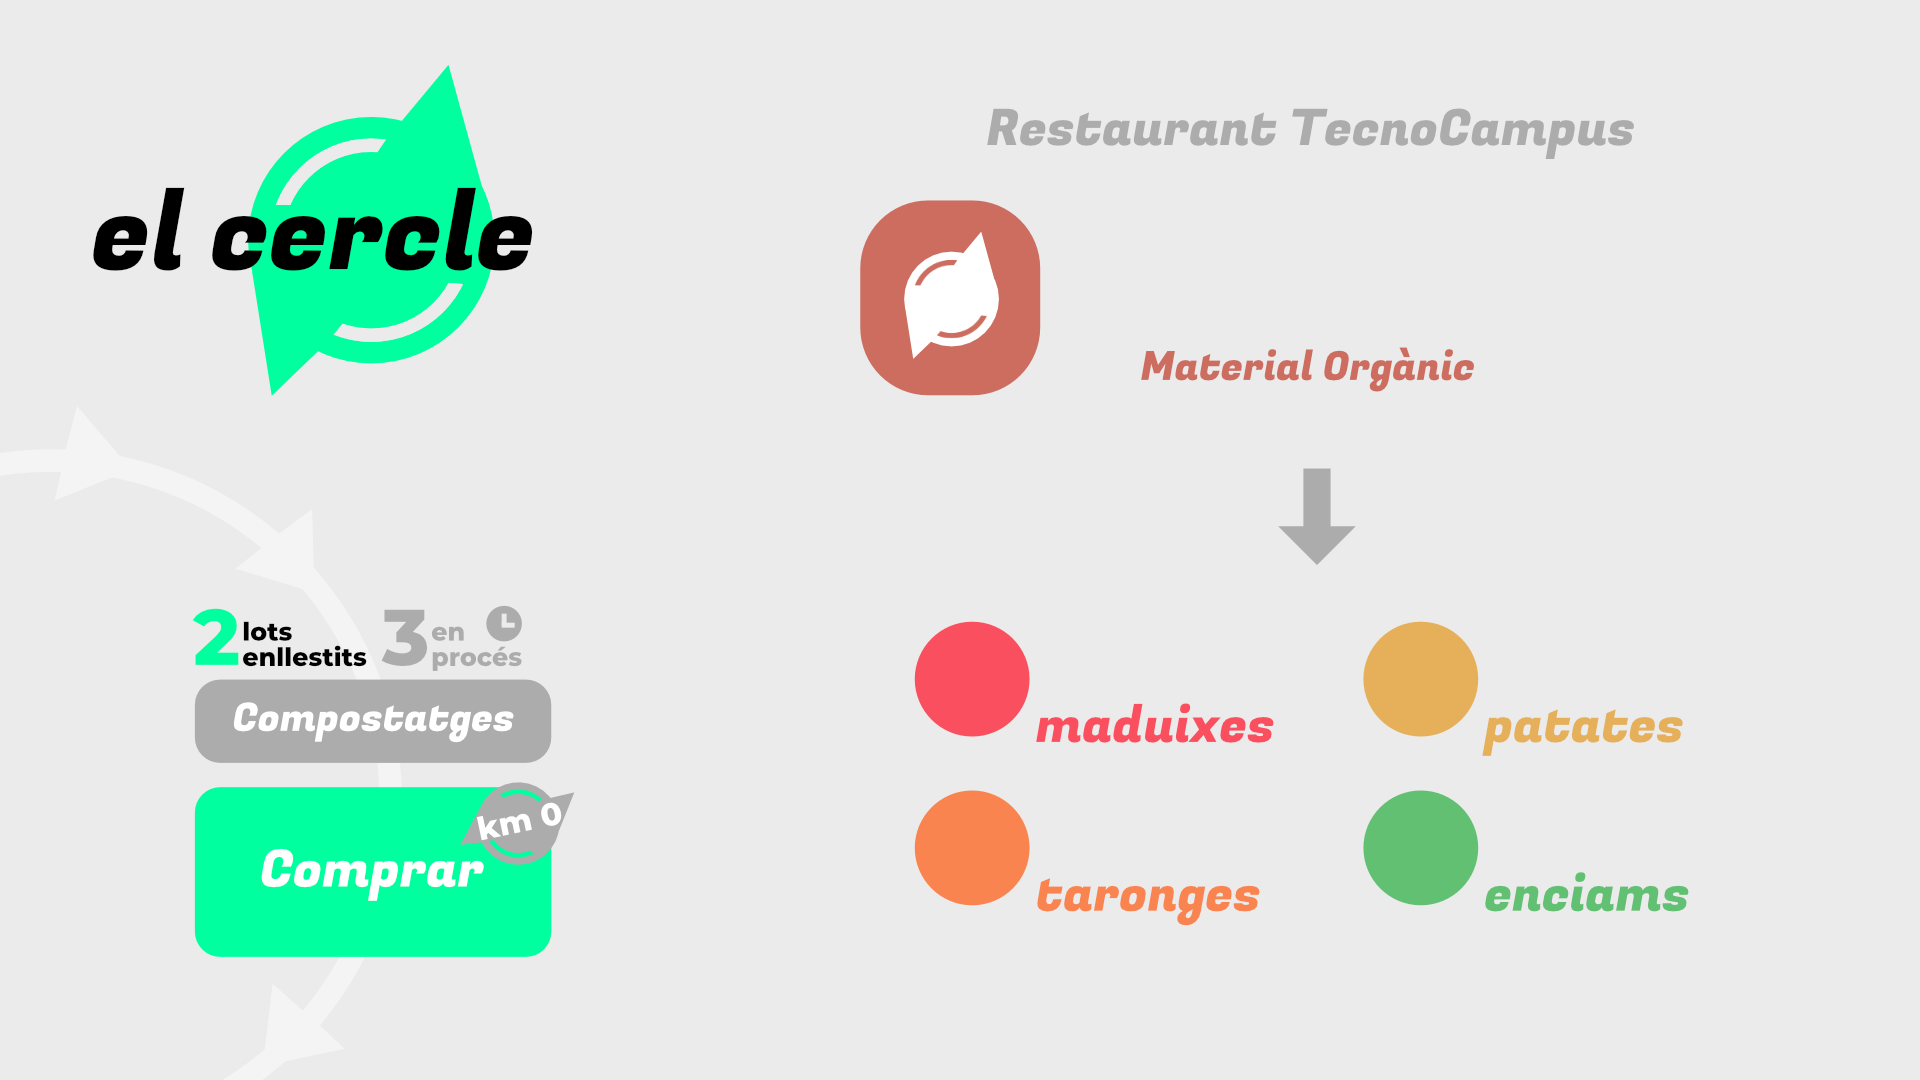 el cercle
Restaurant TecnoCampus
Material Orgànic
2 lots
enllestits
3 en
procés
Compostatges
km 0
Comprar
maduixes
patates
taronges
enciams